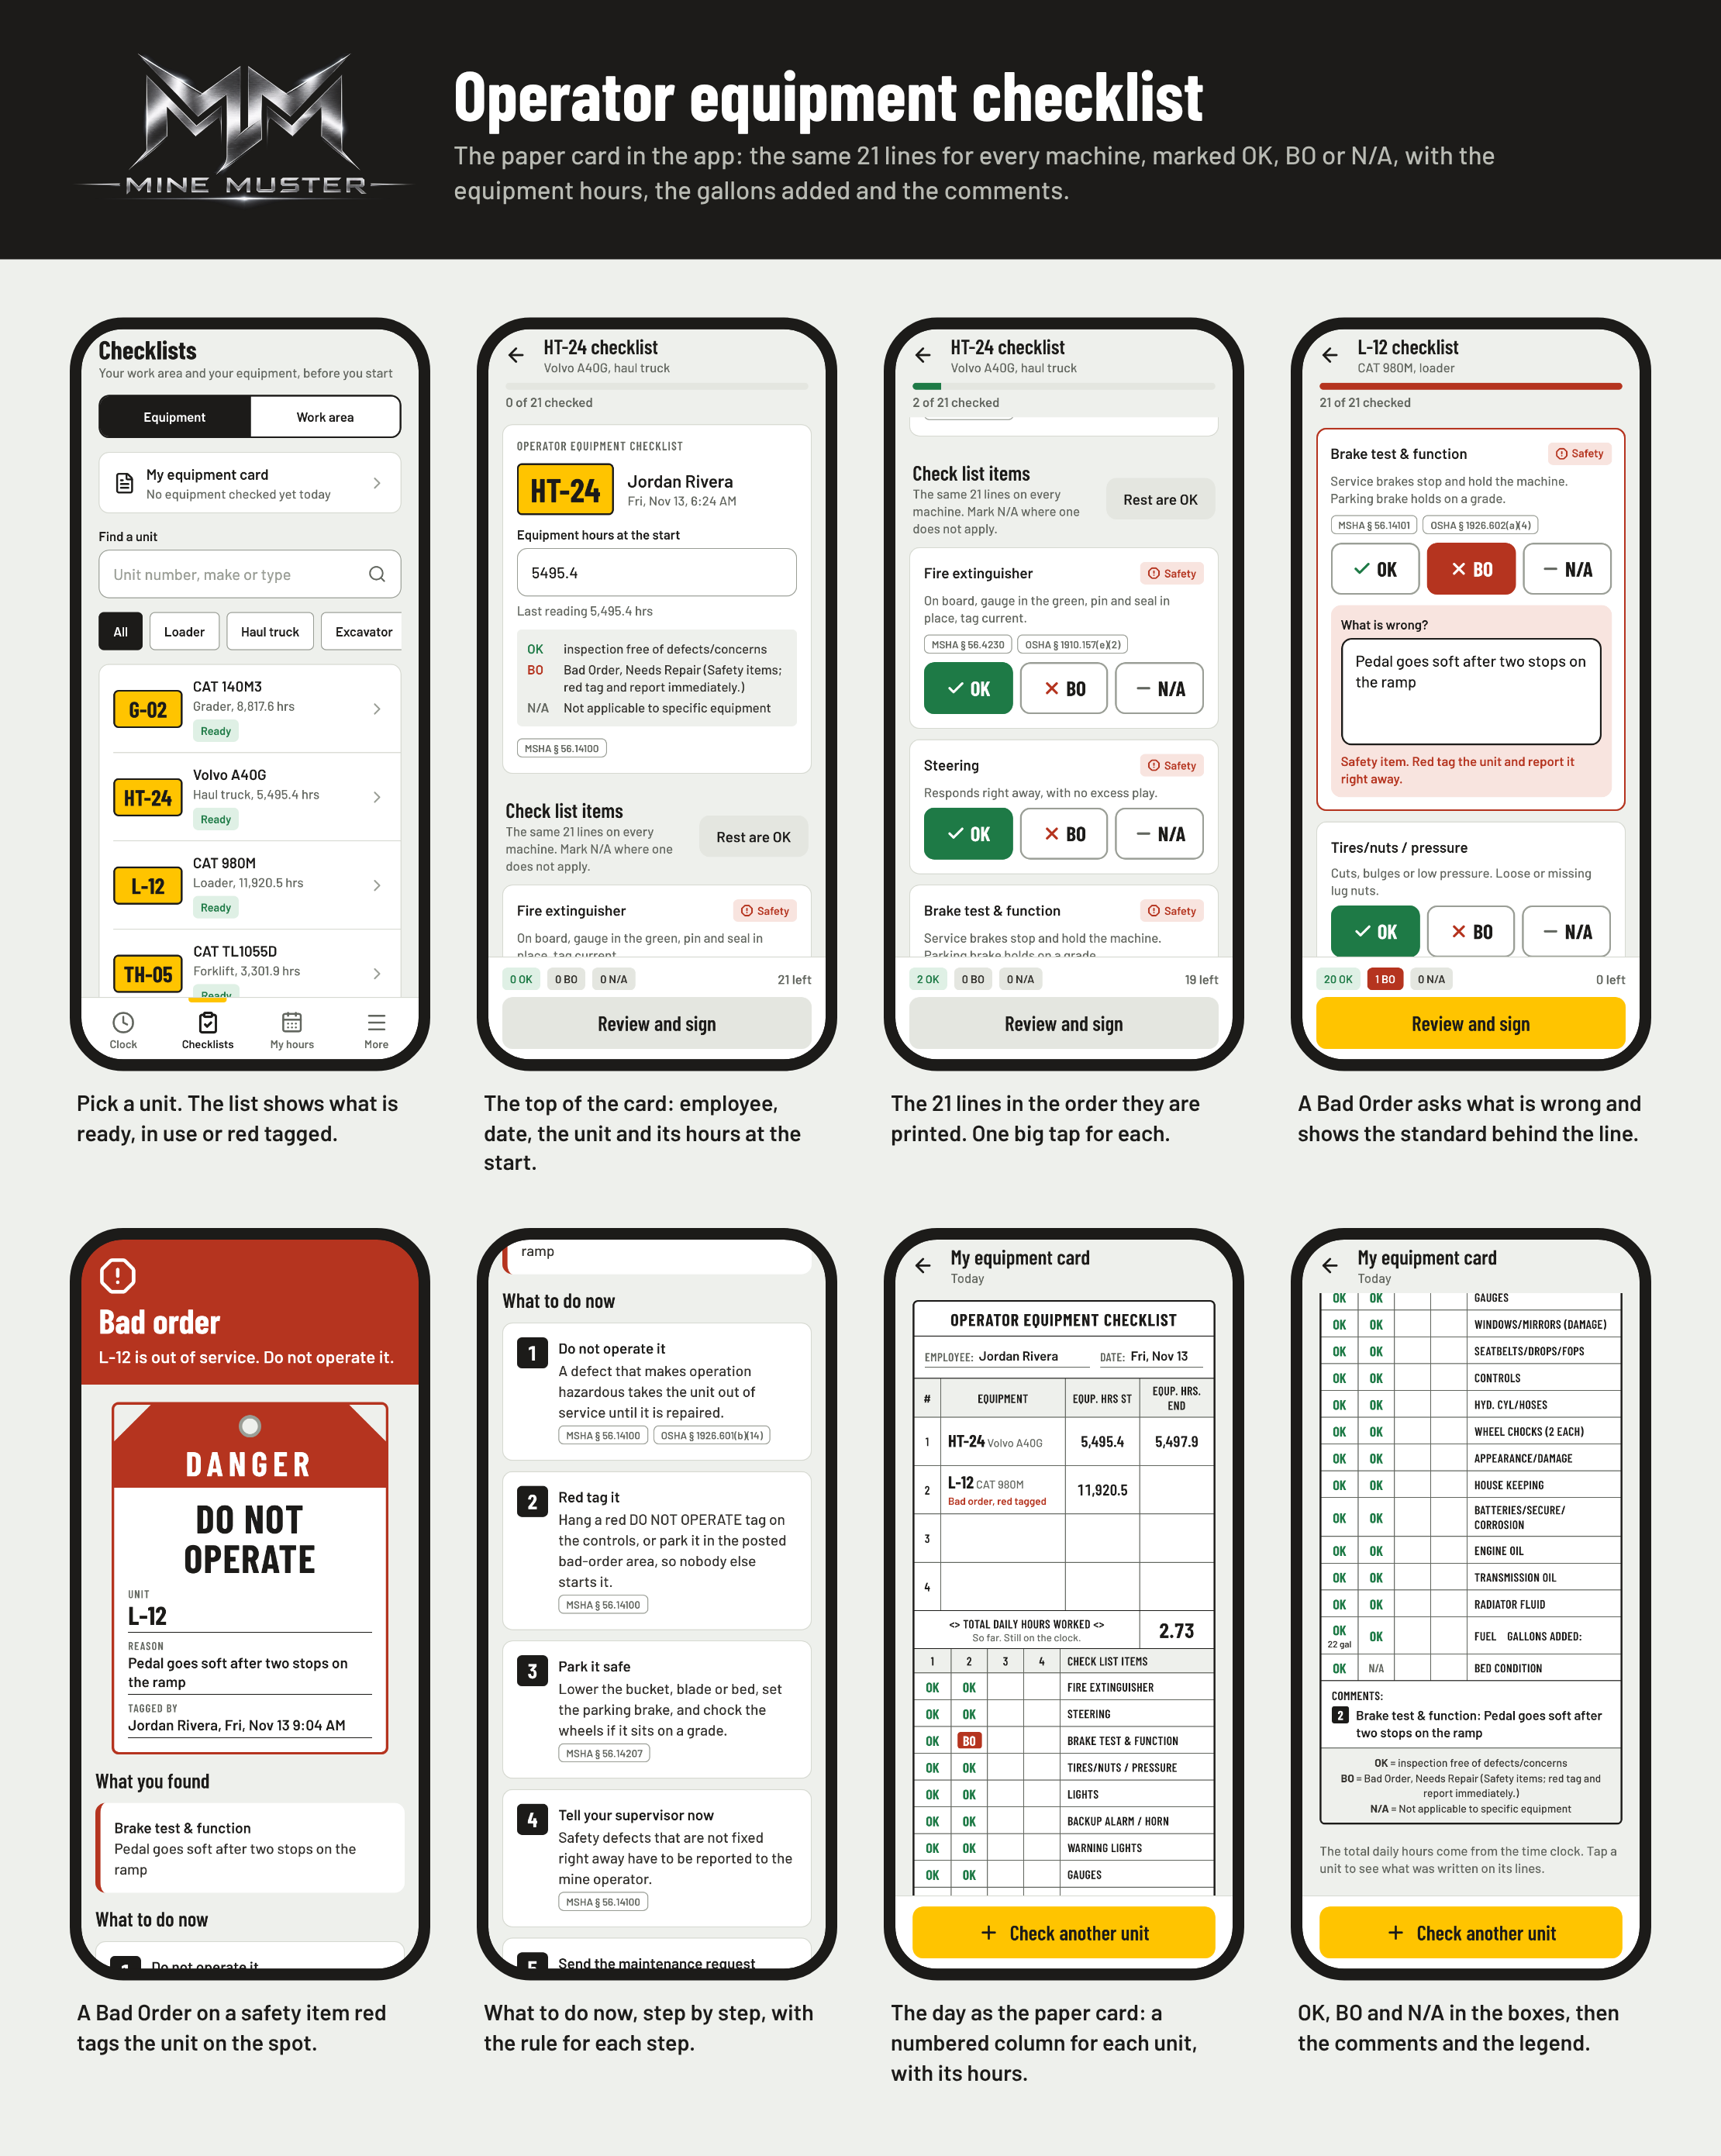 MM
MINE MUSTER
Operator equipment checklist
The paper card in the app: the same 21 lines for every machine, marked OK, BO or N/A, with the
equipment hours, the gallons added and the comments.
Checklists
Your work area and your equipment, before you start
Equipment
Work area
My equipment card
No equipment checked yet today
Find a unit
Unit number, make or type
All
Loader
Haul truck
Excavator
G-02
CAT 140M3
Grader, 8,817.6 hrs
Ready
HT-24
Volvo A40G
Haul truck, 5,495.4 hrs
Ready
L-12
CAT 980M
Loader, 11,920.5 hrs
Ready
TH-05
CAT TL1055D
Forklift, 3,301.9 hrs
Ready
Clock
Checklists
My hours
More
Pick a unit. The list shows what is
ready, in use or red tagged.
HT-24 checklist
Volvo A40G, haul truck
0 of 21 checked
OPERATOR EQUIPMENT CHECKLIST
HT-24
Jordan Rivera
Fri, Nov 13, 6:24 AM
Equipment hours at the start
5495.4
Last reading 5,495.4 hrs
OK inspection free of defects/concerns
BO Bad Order, Needs Repair (Safety items;
red tag and report immediately.)
N/A Not applicable to specific equipment
MSHA § 56.14100
Check list items
The same 21 lines on every
machine. Mark N/A where one
does not apply.
Rest are OK
Fire extinguisher
Safety
On board, gauge in the green, pin and seal in
place, tag current.
0 OK
0 BO
0 N/A
21 left
Review and sign
The top of the card: employee,
date, the unit and its hours at the
start.
HT-24 checklist
Volvo A40G, haul truck
2 of 21 checked
Check list items
The same 21 lines on every
machine. Mark N/A where one
does not apply.
Rest are OK
Fire extinguisher
Safety
On board, gauge in the green, pin and seal in
place, tag current.
MSHA § 56.4230
OSHA § 1910.157(e)(2)
OK
BO
N/A
Steering
Safety
Responds right away, with no excess play.
OK
BO
N/A
Brake test & function
Safety
Service brakes stop and hold the machine.
Parking brake holds on a grade.
2 OK
0 BO
0 N/A
19 left
Review and sign
The 21 lines in the order they are
printed. One big tap for each.
L-12 checklist
CAT 980M, loader
21 of 21 checked
Brake test & function
Safety
Service brakes stop and hold the machine.
Parking brake holds on a grade.
MSHA § 56.14101
OSHA § 1926.602(a)(4)
OK
BO
N/A
What is wrong?
Pedal goes soft after two stops on
the ramp
Safety item. Red tag the unit and report it
right away.
Tires/nuts / pressure
Cuts, bulges or low pressure. Loose or missing
lug nuts.
OK
BO
N/A
20 OK
1 BO
0 N/A
0 left
Review and sign
A Bad Order asks what is wrong and
shows the standard behind the line.
Bad order
L-12 is out of service. Do not operate it.
DANGER
DO NOT
OPERATE
UNIT
L-12
REASON
Pedal goes soft after two stops on
the ramp
TAGGED BY
Jordan Rivera, Fri, Nov 13 9:04 AM
What you found
Brake test & function
Pedal goes soft after two stops on the
ramp
What to do now
1 Do not operate it
A Bad Order on a safety item red
tags the unit on the spot.
ramp
What to do now
1 Do not operate it
A defect that makes operation
hazardous takes the unit out of
service until it is repaired.
MSHA § 56.14100
OSHA § 1926.601(b)(14)
2 Red tag it
Hang a red DO NOT OPERATE tag on
the controls, or park it in the posted
bad-order area, so nobody else
starts it.
MSHA § 56.14100
3 Park it safe
Lower the bucket, blade or bed, set
the parking brake, and chock the
wheels if it sits on a grade.
MSHA § 56.14207
4 Tell your supervisor now
Safety defects that are not fixed
right away have to be reported to the
mine operator.
MSHA § 56.14100
5 Send the maintenance request
What to do now, step by step, with
the rule for each step.
My equipment card
Today
OPERATOR EQUIPMENT CHECKLIST
EMPLOYEE: Jordan Rivera DATE: Fri, Nov 13
# EQUIPMENT EQUP. HRS ST EQUP. HRS. END
1 HT-24 Volvo A40G 5,495.4 5,497.9
2 L-12 CAT 980M 11,920.5
Bad order, red tagged
3
4
<> TOTAL DAILY HOURS WORKED <> 2.73
So far. Still on the clock.
1 2 3 4 CHECK LIST ITEMS
OK OK FIRE EXTINGUISHER
OK OK STEERING
OK BO BRAKE TEST & FUNCTION
OK OK TIRES/NUTS / PRESSURE
OK OK LIGHTS
OK OK BACKUP ALARM / HORN
OK OK WARNING LIGHTS
OK OK GAUGES
+ Check another unit
The day as the paper card: a
numbered column for each unit,
with its hours.
My equipment card
Today
OK OK GAUGES
OK OK WINDOWS/MIRRORS (DAMAGE)
OK OK SEATBELTS/DROPS/FOPS
OK OK CONTROLS
OK OK HYD. CYL/HOSES
OK OK WHEEL CHOCKS (2 EACH)
OK OK APPEARANCE/DAMAGE
OK OK HOUSE KEEPING
OK OK BATTERIES/SECURE/
CORROSION
OK OK ENGINE OIL
OK OK TRANSMISSION OIL
OK OK RADIATOR FLUID
OK OK FUEL GALLONS ADDED:
22 gal
OK N/A BED CONDITION
COMMENTS:
2 Brake test & function: Pedal goes soft after
two stops on the ramp
OK = inspection free of defects/concerns
BO = Bad Order, Needs Repair (Safety items; red tag and
report immediately.)
N/A = Not applicable to specific equipment
The total daily hours come from the time clock. Tap a
unit to see what was written on its lines.
+ Check another unit
OK, BO and N/A in the boxes, then
the comments and the legend.